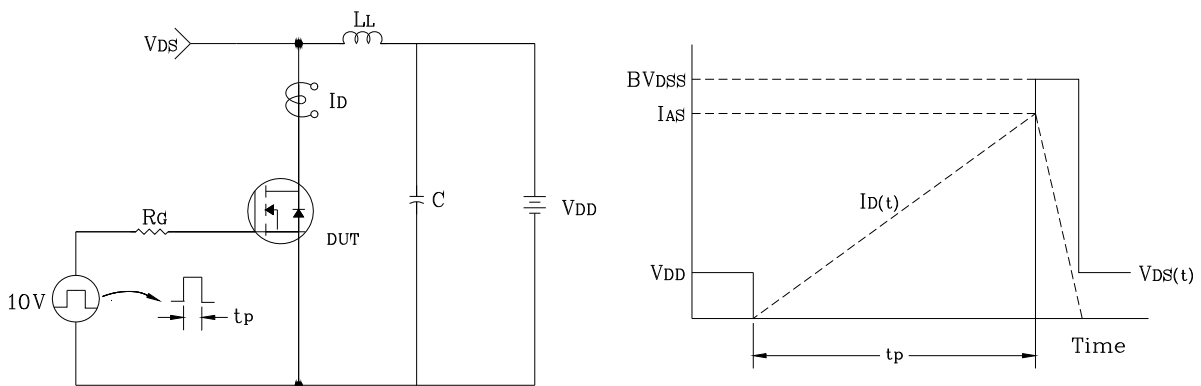 LL
VDS
ID
RG
C
VDD
DUT
10V
tp
BVDSS
IAS
ID(t)
VDD
VDS(t)
tp
Time